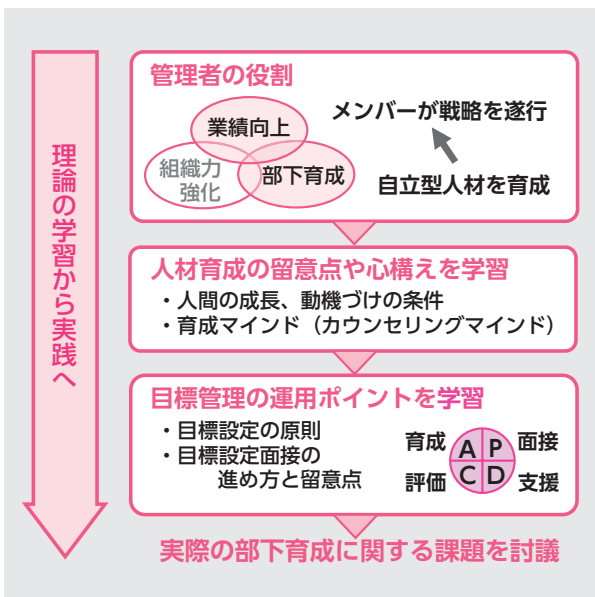 理論の学習から実践へ
管理者の役割
業績向上
組織力
強化
部下育成
メンバーが戦略を遂行
自立型人材を育成
人材育成の留意点や心構えを学習
・人間の成長、動機づけの条件
・育成マインド（カウンセリングマインド）
目標管理の運用ポイントを学習
・目標設定の原則
・目標設定面接の
進め方と留意点
育成 A P 面接
評価 C D 支援
実際の部下育成に関する課題を討議